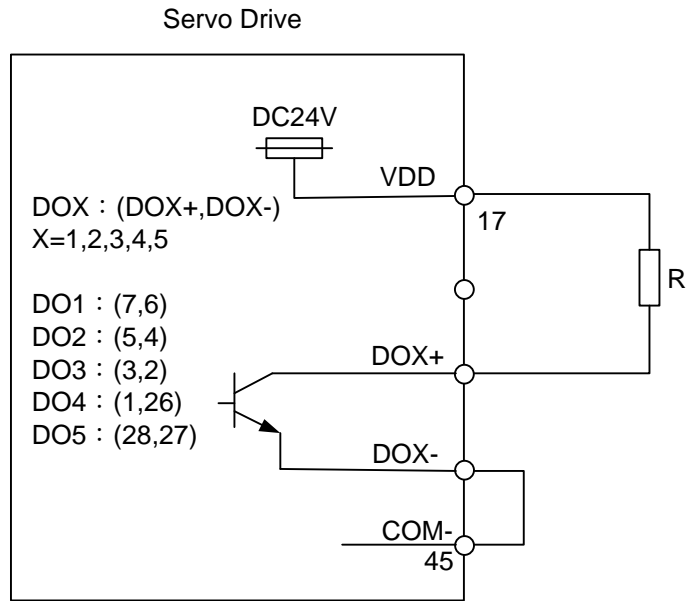 Servo Drive
DC24V
VDD
17
DOX：(DOX+,DOX-)
X=1,2,3,4,5
R
DO1：(7,6)
DO2：(5,4)
DO3：(3,2)
DO4：(1,26)
DO5：(28,27)
DOX+
DOX-
COM-
45